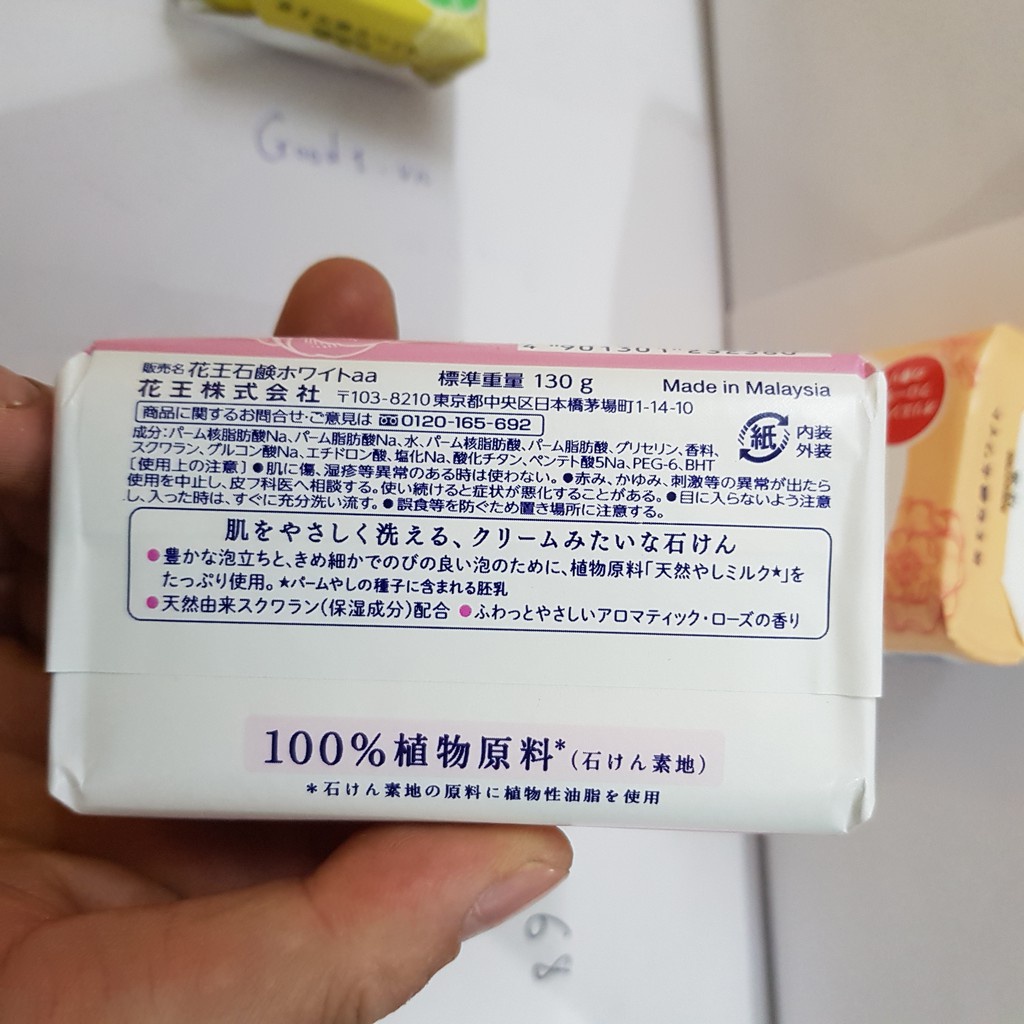 Goods.vn
販売名 花王石鹸ホワイトaa 標準重量 130 g Made in Malaysia
花王株式会社 〒103-8210 東京都中央区日本橋茅場町1-14-10
商品に関するお問合せ・ご意見は 0120-165-692
成分:パーム核脂肪酸Na、パーム脂肪酸Na、水、パーム核脂肪酸、パーム脂肪酸、グリセリン、香料、
スクワラン、グルコン酸Na、エチドロン酸、塩化Na、酸化チタン、ペンテト酸5Na、PEG-6、BHT
紙 内装
外装
〔使用上の注意〕●肌に傷、湿疹等異常のある時は使わない。●赤み、かゆみ、刺激等の異常が出たら
使用を中止し、皮フ科医へ相談する。使い続けると症状が悪化することがある。●目に入らないよう注意
し、入った時は、すぐに充分洗い流す。●誤食等を防ぐため置き場所に注意する。
肌をやさしく洗える、クリームみたいな石けん
●豊かな泡立ちと、きめ細かでのびの良い泡のために、植物原料「天然やしミルク★」を
たっぷり使用。★パームやしの種子に含まれる胚乳
●天然由来スクワラン(保湿成分)配合 ●ふわっとやさしいアロマティック・ローズの香り
100%植物原料*(石けん素地)
*石けん素地の原料に植物性油脂を使用
68